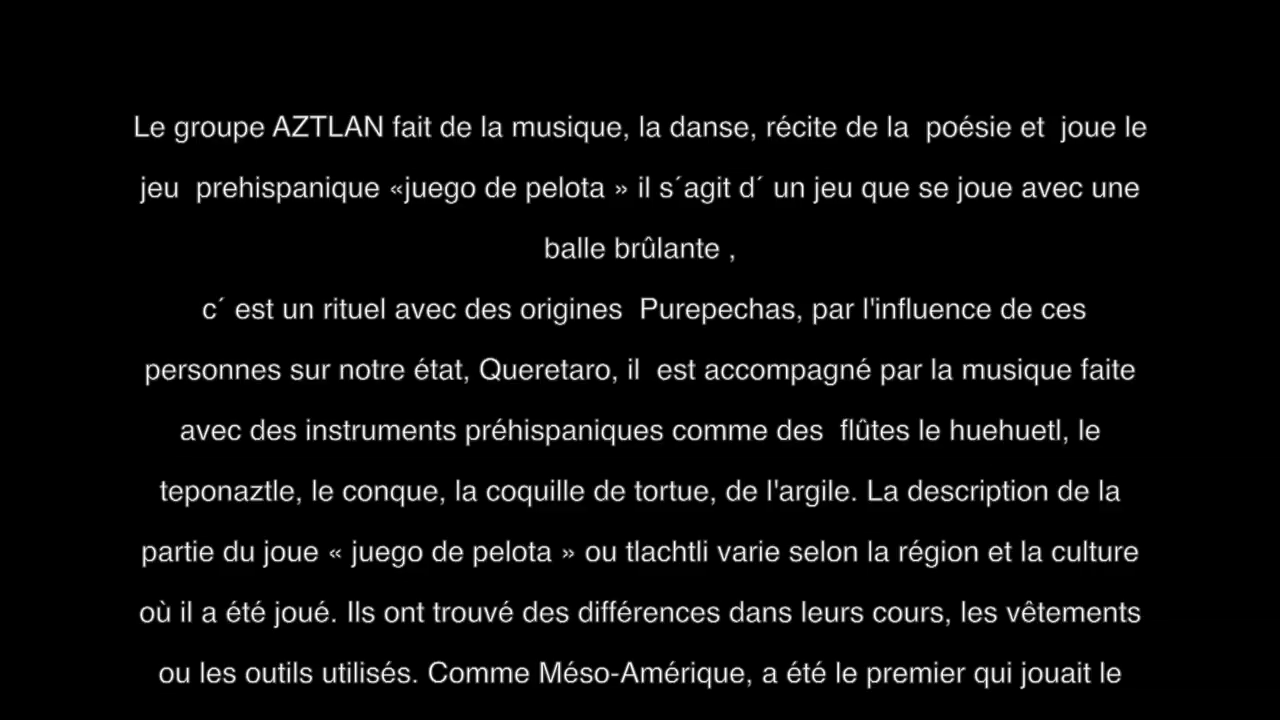 Le groupe AZTLAN fait de la musique, la danse, récite de la  poésie et  joue le
jeu  prehispanique «juego de pelota » il s´agit d´ un jeu que se joue avec une
balle brûlante ,
c´ est un rituel avec des origines  Purepechas, par l'influence de ces
personnes sur notre état, Queretaro, il  est accompagné par la musique faite
avec des instruments préhispaniques comme des  flûtes le huehuetl, le
teponaztle, le conque, la coquille de tortue, de l'argile. La description de la
partie du joue « juego de pelota » ou tlachtli varie selon la région et la culture
où il a été joué. Ils ont trouvé des différences dans leurs cours, les vêtements
ou les outils utilisés. Comme Méso-Amérique, a été le premier qui jouait le